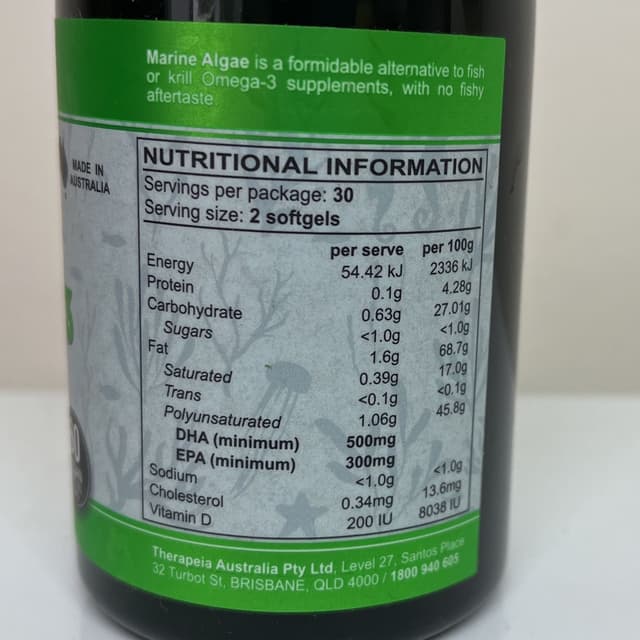 Marine Algae is a formidable alternative to fish
or krill Omega-3 supplements, with no fishy
aftertaste
MADE IN
AUSTRALIA
NUTRITIONAL INFORMATION
Servings per package: 30
Serving size: 2 softgels
per serve per 100g
Energy 54.42 kJ 2336 kJ
Protein 0.1g 4.28g
Carbohydrate 0.63g 27.01g
Sugars <1.0g <1.0g
Fat 1.6g 68.7g
Saturated 0.39g 17.0g
Trans <0.1g <0.1g
Polyunsaturated 1.06g 45.8g
DHA (minimum) 500mg
EPA (minimum) 300mg
Sodium <1.0g <1.0g
Cholesterol 0.34mg 13.6mg
Vitamin D 200 IU 8038 IU
Therapeia Australia Pty Ltd, Level 27, Santos Place
32 Turbot St, BRISBANE, QLD 4000 / 1800 940 605